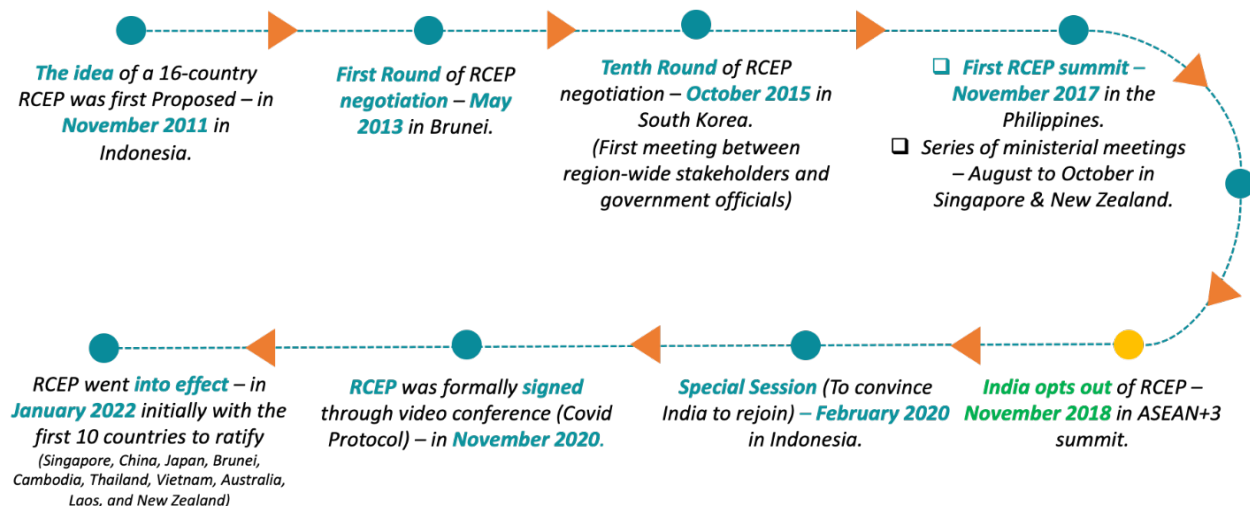 The idea of a 16-country
RCEP was first Proposed – in
November 2011 in
Indonesia.
First Round of RCEP
negotiation – May
2013 in Brunei.
Tenth Round of RCEP
negotiation – October 2015 in
South Korea.
(First meeting between
region-wide stakeholders and
government officials)
❑ First RCEP summit –
November 2017 in the
Philippines.
❑ Series of ministerial meetings
– August to October in
Singapore & New Zealand.
India opts out of RCEP –
November 2018 in ASEAN+3
summit.
Special Session (To convince
India to rejoin) – February 2020
in Indonesia.
RCEP was formally signed
through video conference (Covid
Protocol) – in November 2020.
RCEP went into effect – in
January 2022 initially with the
first 10 countries to ratify
(Singapore, China, Japan, Brunei,
Cambodia, Thailand, Vietnam, Australia,
Laos, and New Zealand)